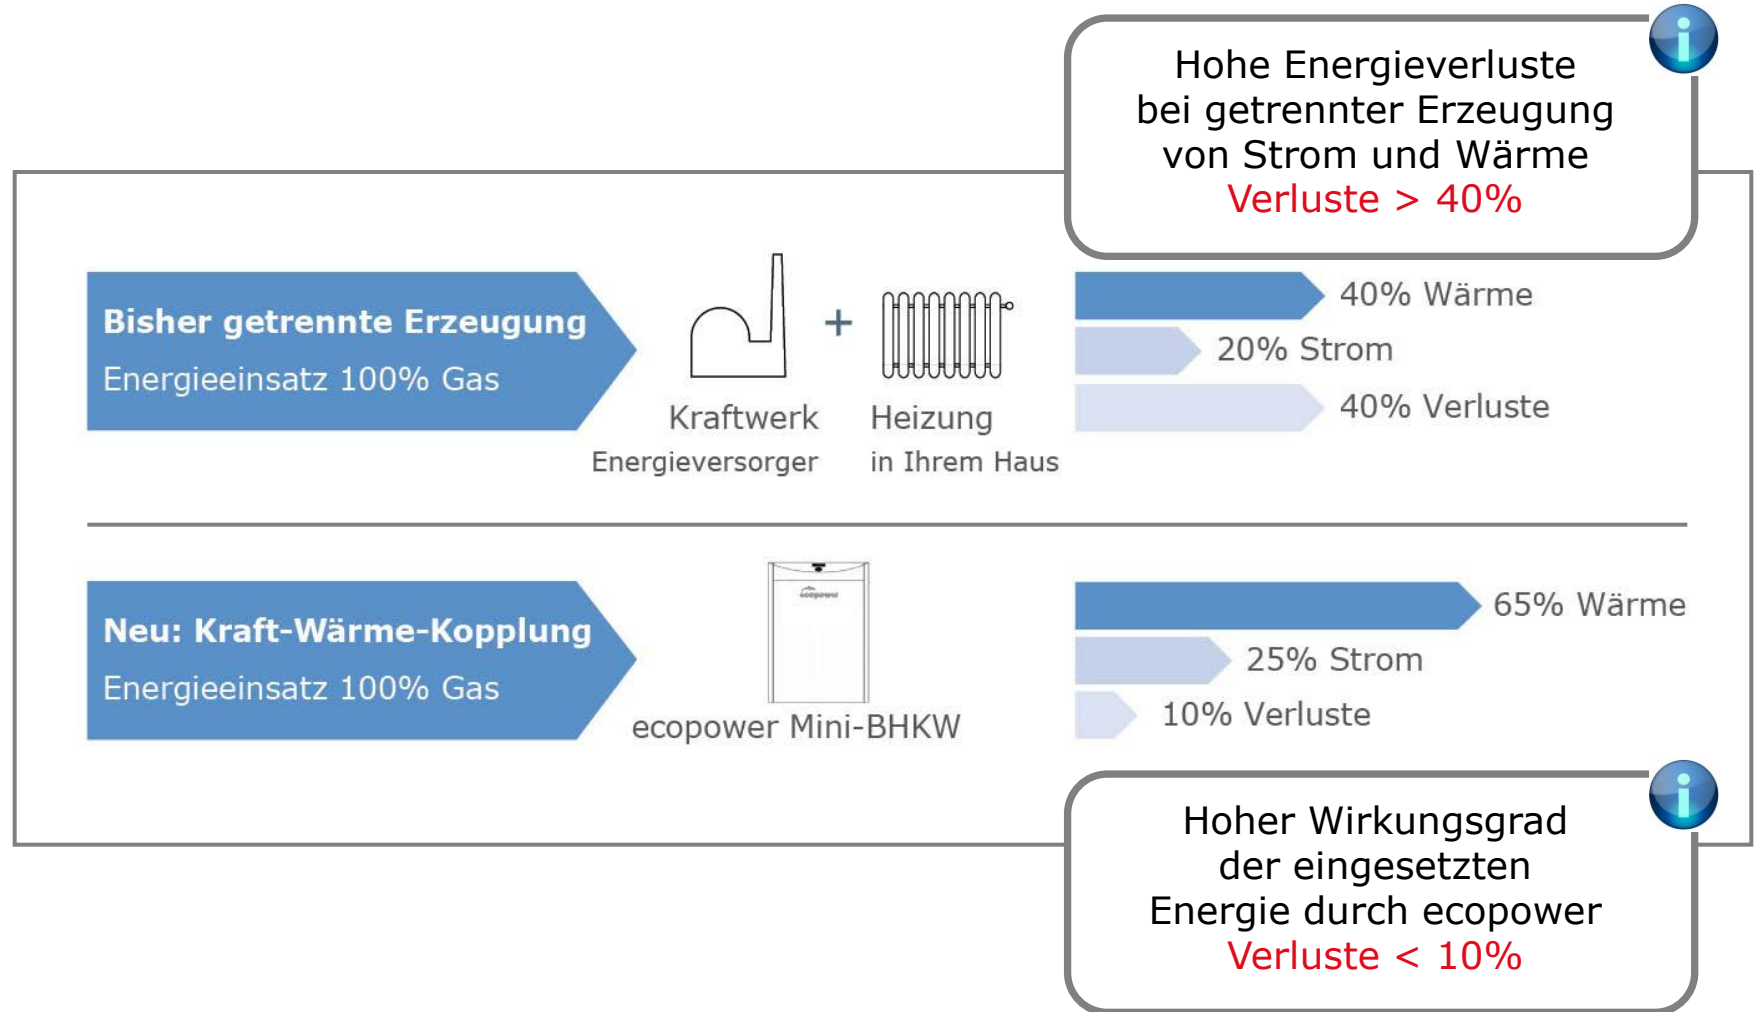 Hohe Energieverluste
bei getrennter Erzeugung
von Strom und Wärme
Verluste > 40%
Bisher getrennte Erzeugung
Energieeinsatz 100% Gas
+
Kraftwerk
Energieversorger
Heizung
in Ihrem Haus
40% Wärme
20% Strom
40% Verluste
Neu: Kraft-Wärme-Kopplung
Energieeinsatz 100% Gas
ecopower
ecopower Mini-BHKW
65% Wärme
25% Strom
10% Verluste
Hoher Wirkungsgrad
der eingesetzten
Energie durch ecopower
Verluste < 10%